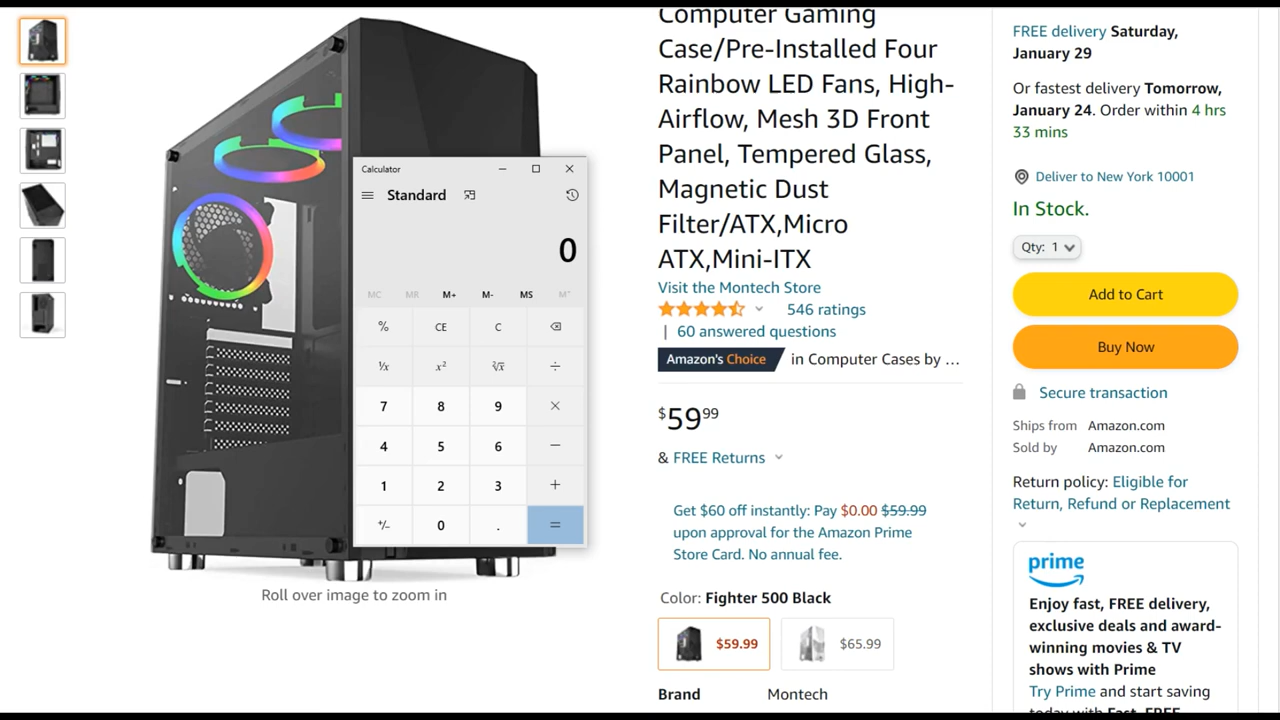 Computer Gaming
Case/Pre-Installed Four
Rainbow LED Fans, High-
Airflow, Mesh 3D Front
Panel, Tempered Glass,
Magnetic Dust
Filter/ATX,Micro
ATX,Mini-ITX
Visit the Montech Store
546 ratings
| 60 answered questions
Amazon's Choice in Computer Cases by ...
$5999
& FREE Returns
Get $60 off instantly: Pay $0.00 $59.99
upon approval for the Amazon Prime
Store Card. No annual fee.
Color: Fighter 500 Black
$59.99 $65.99
Brand Montech
Calculator
Standard
0
MC MR M+ M- MS M˅
% CE C
⅟x x² ²√x ÷
7 8 9 ×
4 5 6 −
1 2 3 +
+/− 0 . =
Roll over image to zoom in
FREE delivery Saturday,
January 29
Or fastest delivery Tomorrow,
January 24. Order within 4 hrs
33 mins
Deliver to New York 10001
In Stock.
Qty: 1
Add to Cart
Buy Now
Secure transaction
Ships from Amazon.com
Sold by Amazon.com
Return policy: Eligible for
Return, Refund or Replacement
prime
Enjoy fast, FREE delivery,
exclusive deals and award-
winning movies & TV
shows with Prime
Try Prime and start saving
today with Fast, FREE